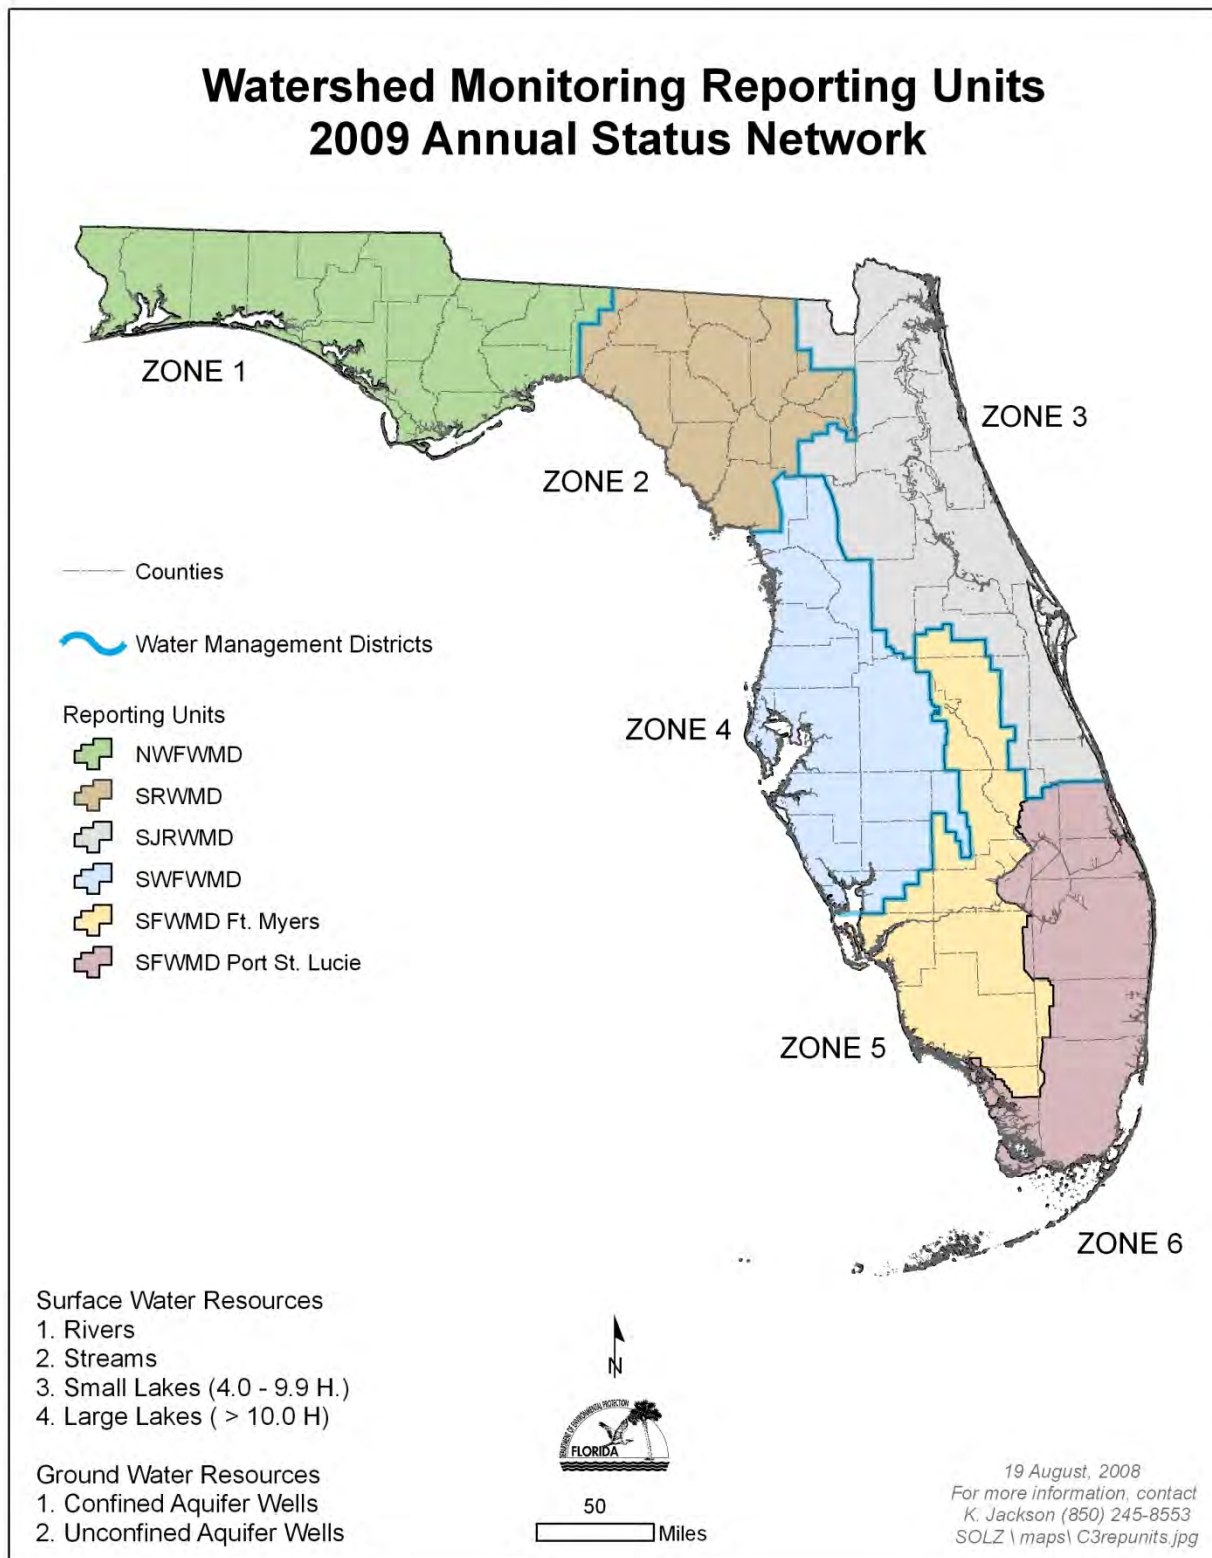 Watershed Monitoring Reporting Units
2009 Annual Status Network
ZONE 1
ZONE 2
ZONE 3
ZONE 4
ZONE 5
ZONE 6
Counties
Water Management Districts
Reporting Units
NWFWMD
SRWMD
SJRWMD
SWFWMD
SFWMD Ft. Myers
SFWMD Port St. Lucie
Surface Water Resources
1. Rivers
2. Streams
3. Small Lakes (4.0 - 9.9 H.)
4. Large Lakes ( > 10.0 H)
Ground Water Resources
1. Confined Aquifer Wells
2. Unconfined Aquifer Wells
N
DEPARTMENT OF ENVIRONMENTAL PROTECTION
FLORIDA
50
Miles
19 August, 2008
For more information, contact
K. Jackson (850) 245-8553
SOLZ \ maps\ C3repunits.jpg